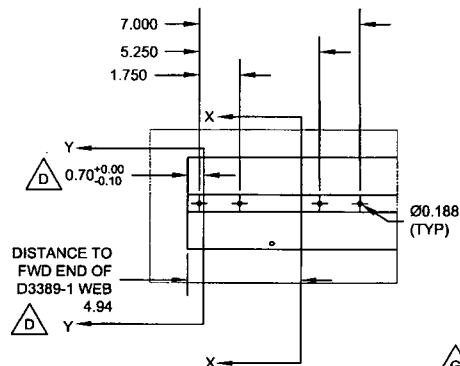 7.000
5.250
1.750
X
Y
D
0.70 +0.00 -0.10
Ø0.188
(TYP)
DISTANCE TO
FWD END OF
D3389-1 WEB
4.94
D
Y
X